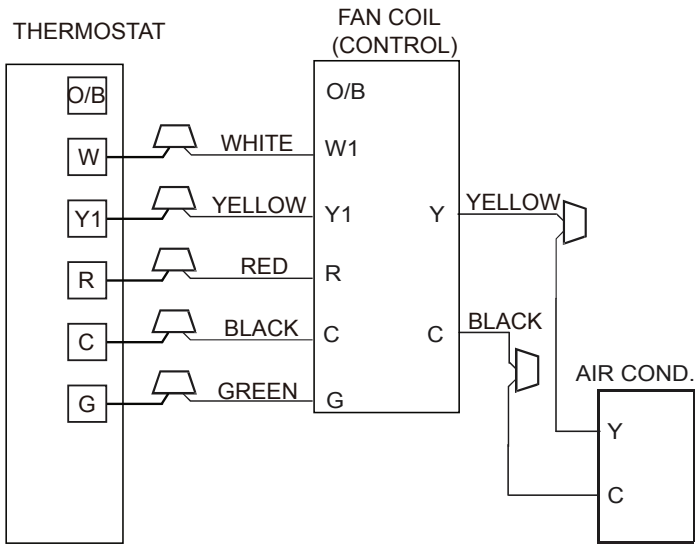 THERMOSTAT
FAN COIL
(CONTROL)
O/B
O/B
W
WHITE
W1
Y1
YELLOW
Y1
Y
YELLOW
R
RED
R
C
BLACK
C
C
BLACK
G
GREEN
G
AIR COND.
Y
C